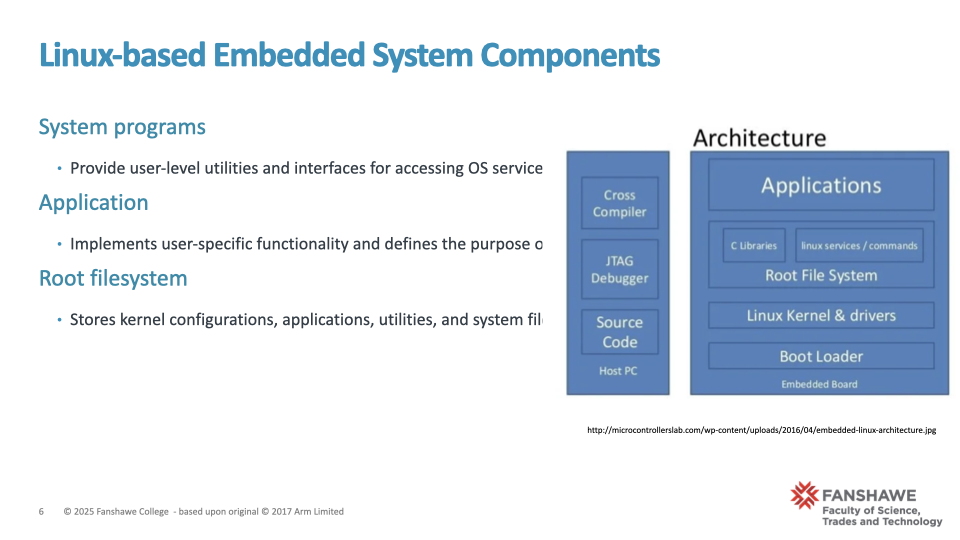 Linux-based Embedded System Components
System programs
• Provide user-level utilities and interfaces for accessing OS service
Application
• Implements user-specific functionality and defines the purpose o
Root filesystem
• Stores kernel configurations, applications, utilities, and system fil
Architecture
Cross
Compiler
JTAG
Debugger
Source
Code
Host PC
Applications
C Libraries
linux services / commands
Root File System
Linux Kernel & drivers
Boot Loader
Embedded Board
http://microcontrollerslab.com/wp-content/uploads/2016/04/embedded-linux-architecture.jpg
6 © 2025 Fanshawe College - based upon original © 2017 Arm Limited
FANSHAWE
Faculty of Science,
Trades and Technology